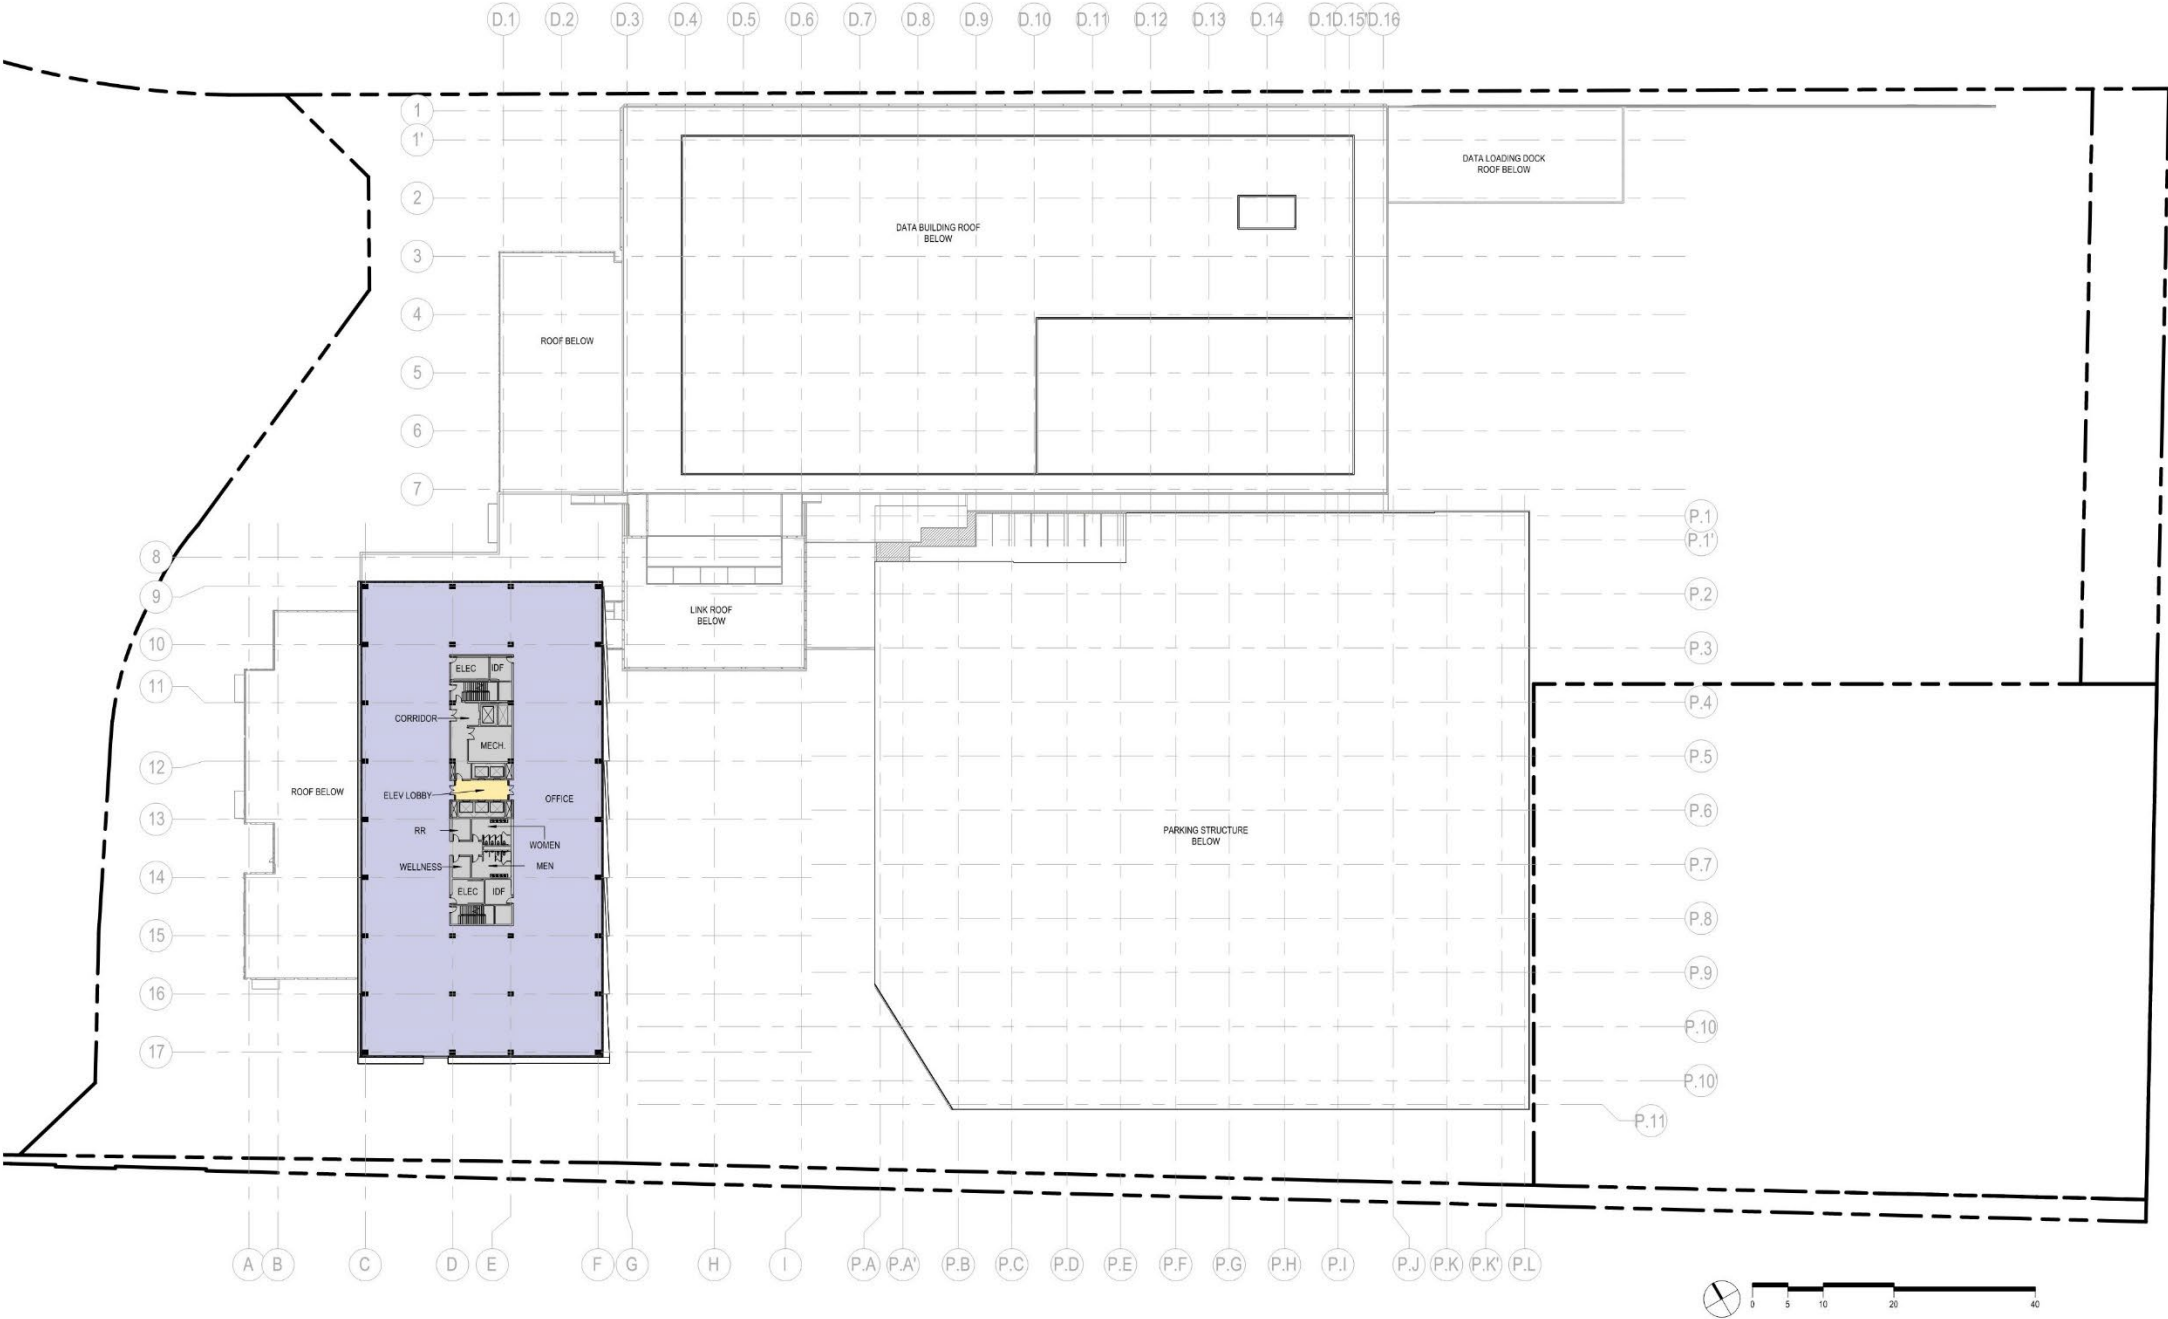 D.1 D.2 D.3 D.4 D.5 D.6 D.7 D.8 D.9 D.10 D.11 D.12 D.13 D.14 D.1 D.15' D.16
1
1'
2
3
4
5
6
7
8
9
10
11
12
13
14
15
16
17
DATA LOADING DOCK
ROOF BELOW
DATA BUILDING ROOF
BELOW
ROOF BELOW
LINK ROOF
BELOW
ROOF BELOW
ELEC IDF
CORRIDOR
MECH.
ELEV LOBBY
OFFICE
RR
WOMEN
WELLNESS
MEN
ELEC IDF
PARKING STRUCTURE
BELOW
P.1
P.1'
P.2
P.3
P.4
P.5
P.6
P.7
P.8
P.9
P.10
P.10'
P.11
A B C D E F G H I P.A P.A' P.B P.C P.D P.E P.F P.G P.H P.I P.J P.K P.K' P.L
0 5 10 20 40